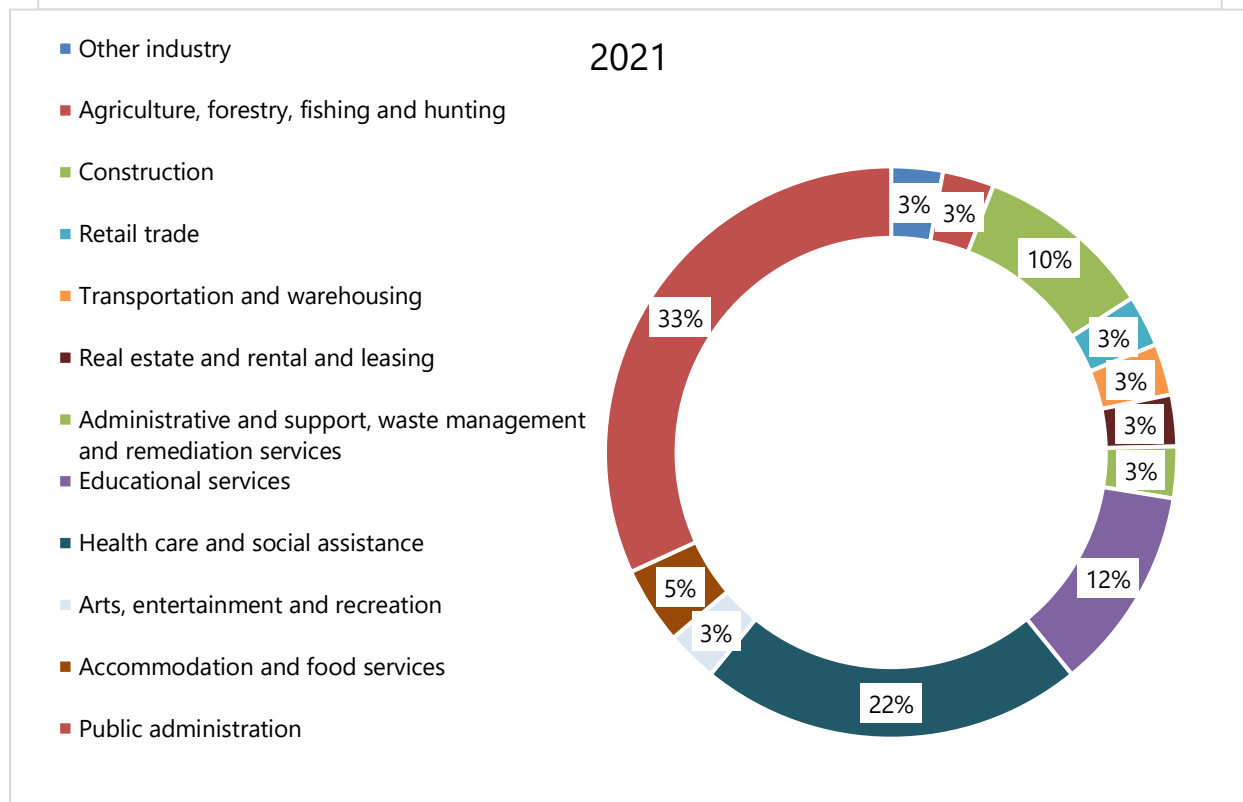 2021
Other industry
Agriculture, forestry, fishing and hunting
Construction
Retail trade
Transportation and warehousing
Real estate and rental and leasing
Administrative and support, waste management
and remediation services
Educational services
Health care and social assistance
Arts, entertainment and recreation
Accommodation and food services
Public administration
3%
3%
10%
3%
3%
3%
3%
12%
22%
3%
5%
33%